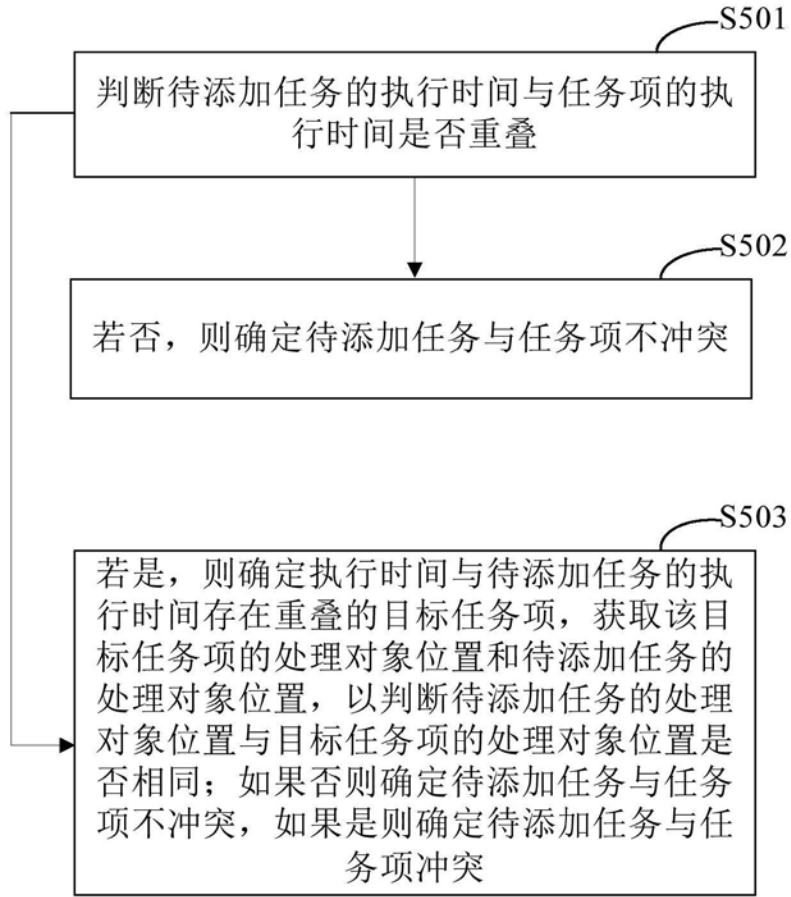 S501
判断待添加任务的执行时间与任务项的执
行时间是否重叠
S502
若否，则确定待添加任务与任务项不冲突
S503
若是，则确定执行时间与待添加任务的执
行时间存在重叠的目标任务项，获取该目
标任务项的处理对象位置和待添加任务的
处理对象位置，以判断待添加任务的处理
对象位置与目标任务项的处理对象位置是
否相同；如果否则确定待添加任务与任务
项不冲突，如果是则确定待添加任务与任
务项冲突